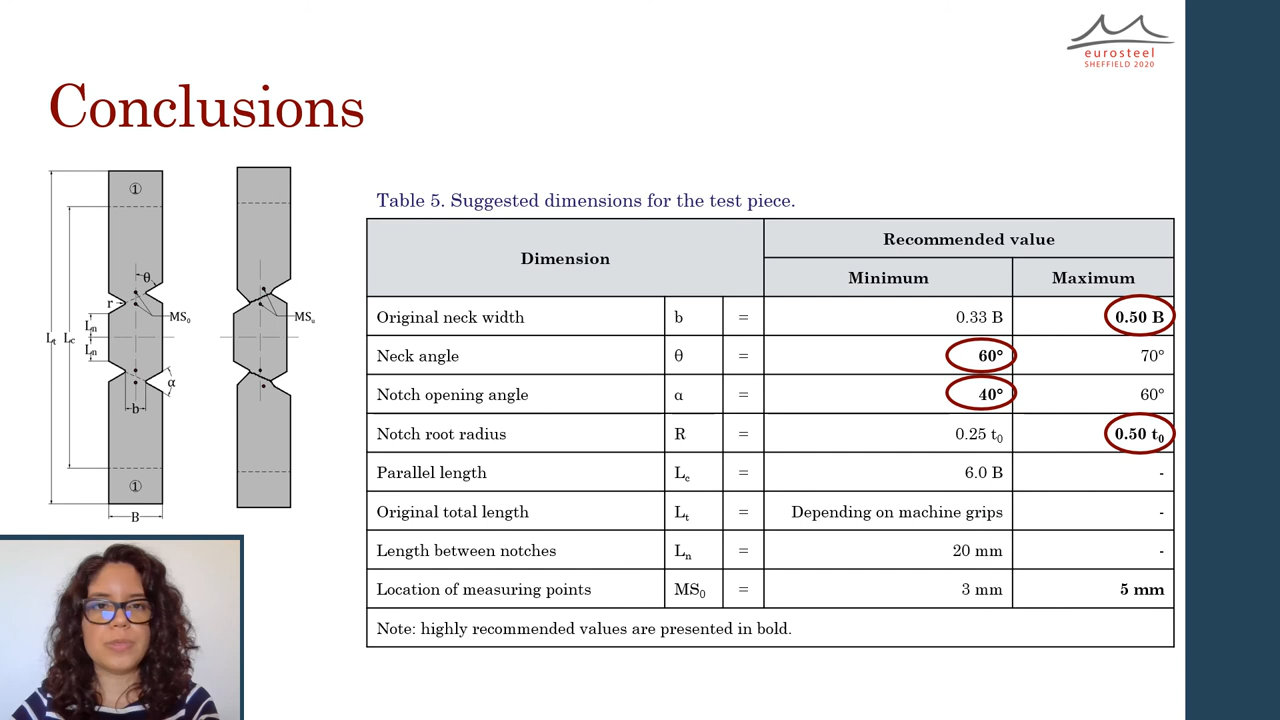 eurosteel
SHEFFIELD 2020
Conclusions
①
θ
r
MS₀
Lₙ
Lₜ
L꜀
Lₙ
α
b
①
B
MSᵤ
Table 5. Suggested dimensions for the test piece.
Dimension Recommended value
Minimum Maximum
Original neck width b = 0.33 B 0.50 B
Neck angle θ = 60° 70°
Notch opening angle α = 40° 60°
Notch root radius R = 0.25 t₀ 0.50 t₀
Parallel length L꜀ = 6.0 B -
Original total length Lₜ = Depending on machine grips -
Length between notches Lₙ = 20 mm -
Location of measuring points MS₀ = 3 mm 5 mm
Note: highly recommended values are presented in bold.